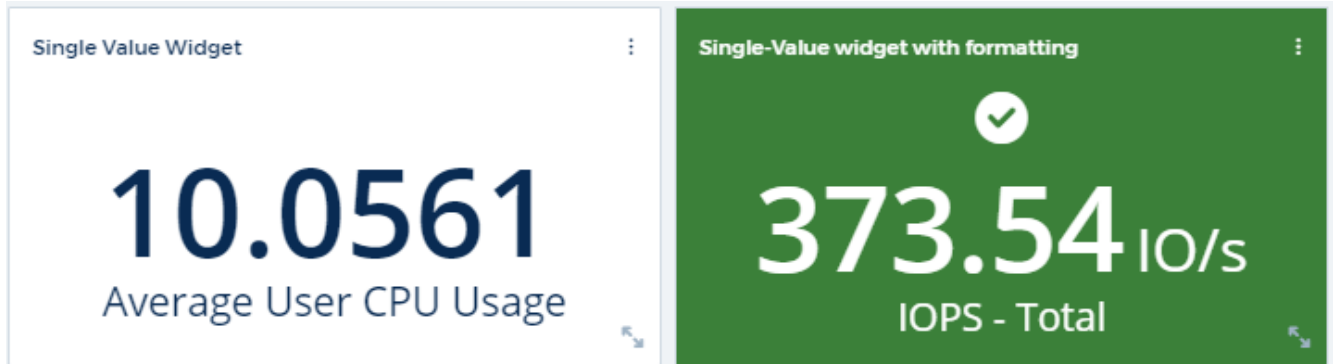 Single Value Widget
10.0561
Average User CPU Usage
Single-Value widget with formatting
373.54 IO/s
IOPS - Total